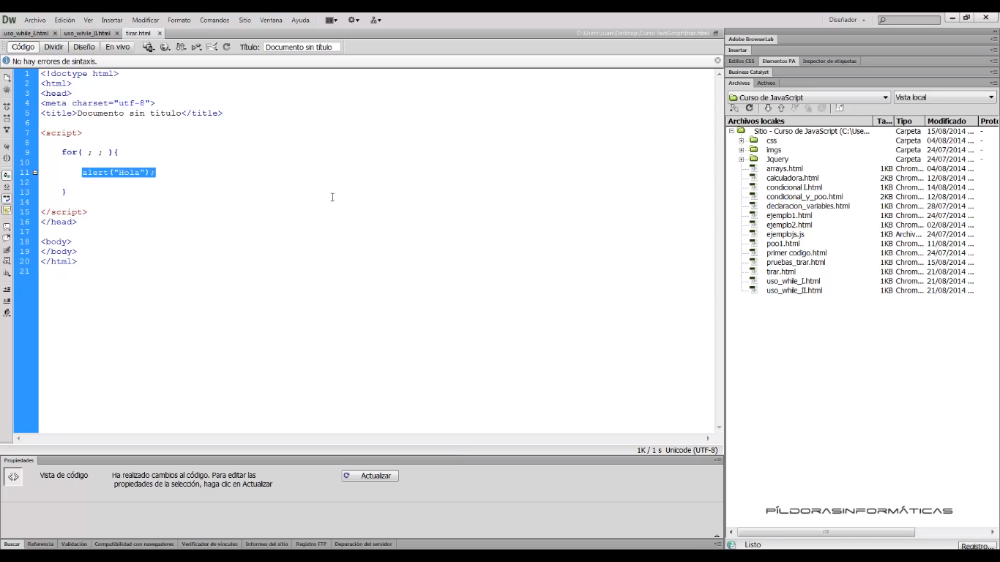 Dw Archivo Edición Ver Insertar Modificar Formato Comandos Sitio Ventana Ayuda Diseñador
uso_while_I.html × uso_while_II.html × tirar.html × C:\Users\Juan\Desktop\Curso JavaScript\tirar.html
Código Dividir Diseño En vivo Título: Documento sin título
No hay errores de sintaxis.
1 <!doctype html>
2 <html>
3 <head>
4 <meta charset="utf-8">
5 <title>Documento sin título</title>
6
7 <script>
8
9 for( ; ; ){
10
11 alert("Hola");
12
13 }
14
15 </script>
16 </head>
17
18 <body>
19 </body>
20 </html>
21
1K / 1 s Unicode (UTF-8)
Propiedades
Vista de código
Ha realizado cambios al código. Para editar las
propiedades de la selección, haga clic en Actualizar
Actualizar
Buscar Referencia Validación Compatibilidad con navegadores Verificador de vínculos Informes del sitio Registro FTP Depuración del servidor
Adobe BrowserLab
Insertar
Estilos CSS Elementos PA Inspector de etiquetas
Business Catalyst
Archivos Activos
Curso de JavaScript Vista local
Archivos locales Ta... Tipo Modificado Prote
Sitio - Curso de JavaScript (C:\Use... Carpeta 15/08/2014 ... -
css Carpeta 04/08/2014 ... -
imgs Carpeta 24/07/2014 ... -
Jquery Carpeta 24/07/2014 ... -
arrays.html 1KB Chrom... 24/07/2014 ...
calculadora.html 2KB Chrom... 12/08/2014 ...
condicional I.html 1KB Chrom... 14/08/2014 ...
condicional_y_poo.html 2KB Chrom... 12/08/2014 ...
declaracion_variables.html 1KB Chrom... 28/07/2014 ...
ejemplo1.html 1KB Chrom... 24/07/2014 ...
ejemplo2.html 1KB Chrom... 02/08/2014 ...
ejemplojs.js 1KB Archiv... 24/07/2014 ...
poo1.html 1KB Chrom... 11/08/2014 ...
primer codigo.html 1KB Chrom... 24/07/2014 ...
pruebas_tirar.html 1KB Chrom... 15/08/2014 ...
tirar.html 1KB Chrom... 21/08/2014 ...
uso_while_I.html 1KB Chrom... 21/08/2014 ...
uso_while_II.html 1KB Chrom... 21/08/2014 ...
PÍLDORASINFORMÁTICAS
Listo Registro...